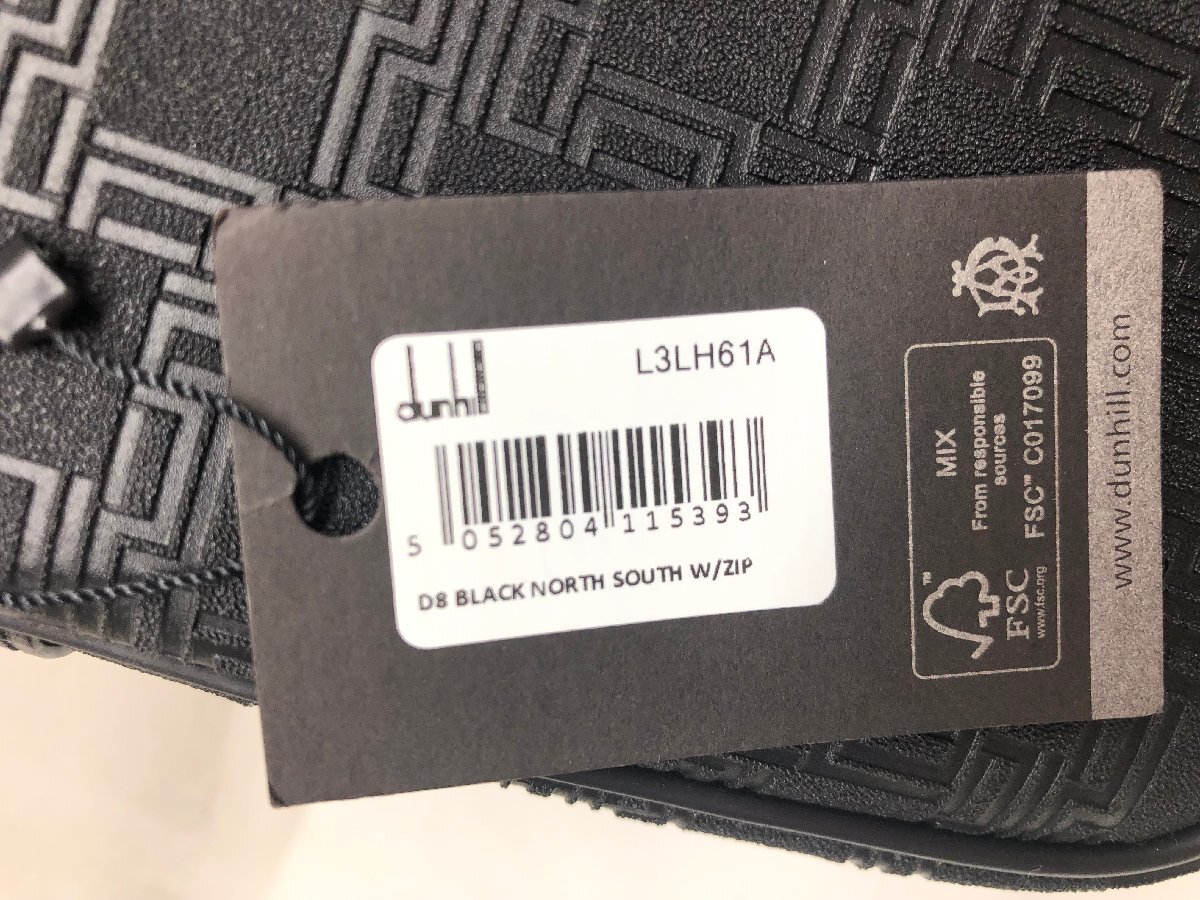 dunhill
L3LH61A
5 052804 115393
D8 BLACK NORTH SOUTH W/ZIP
MIX
From responsible
sources
FSC™ C017099
™
FSC
www.fsc.org
www.dunhill.com